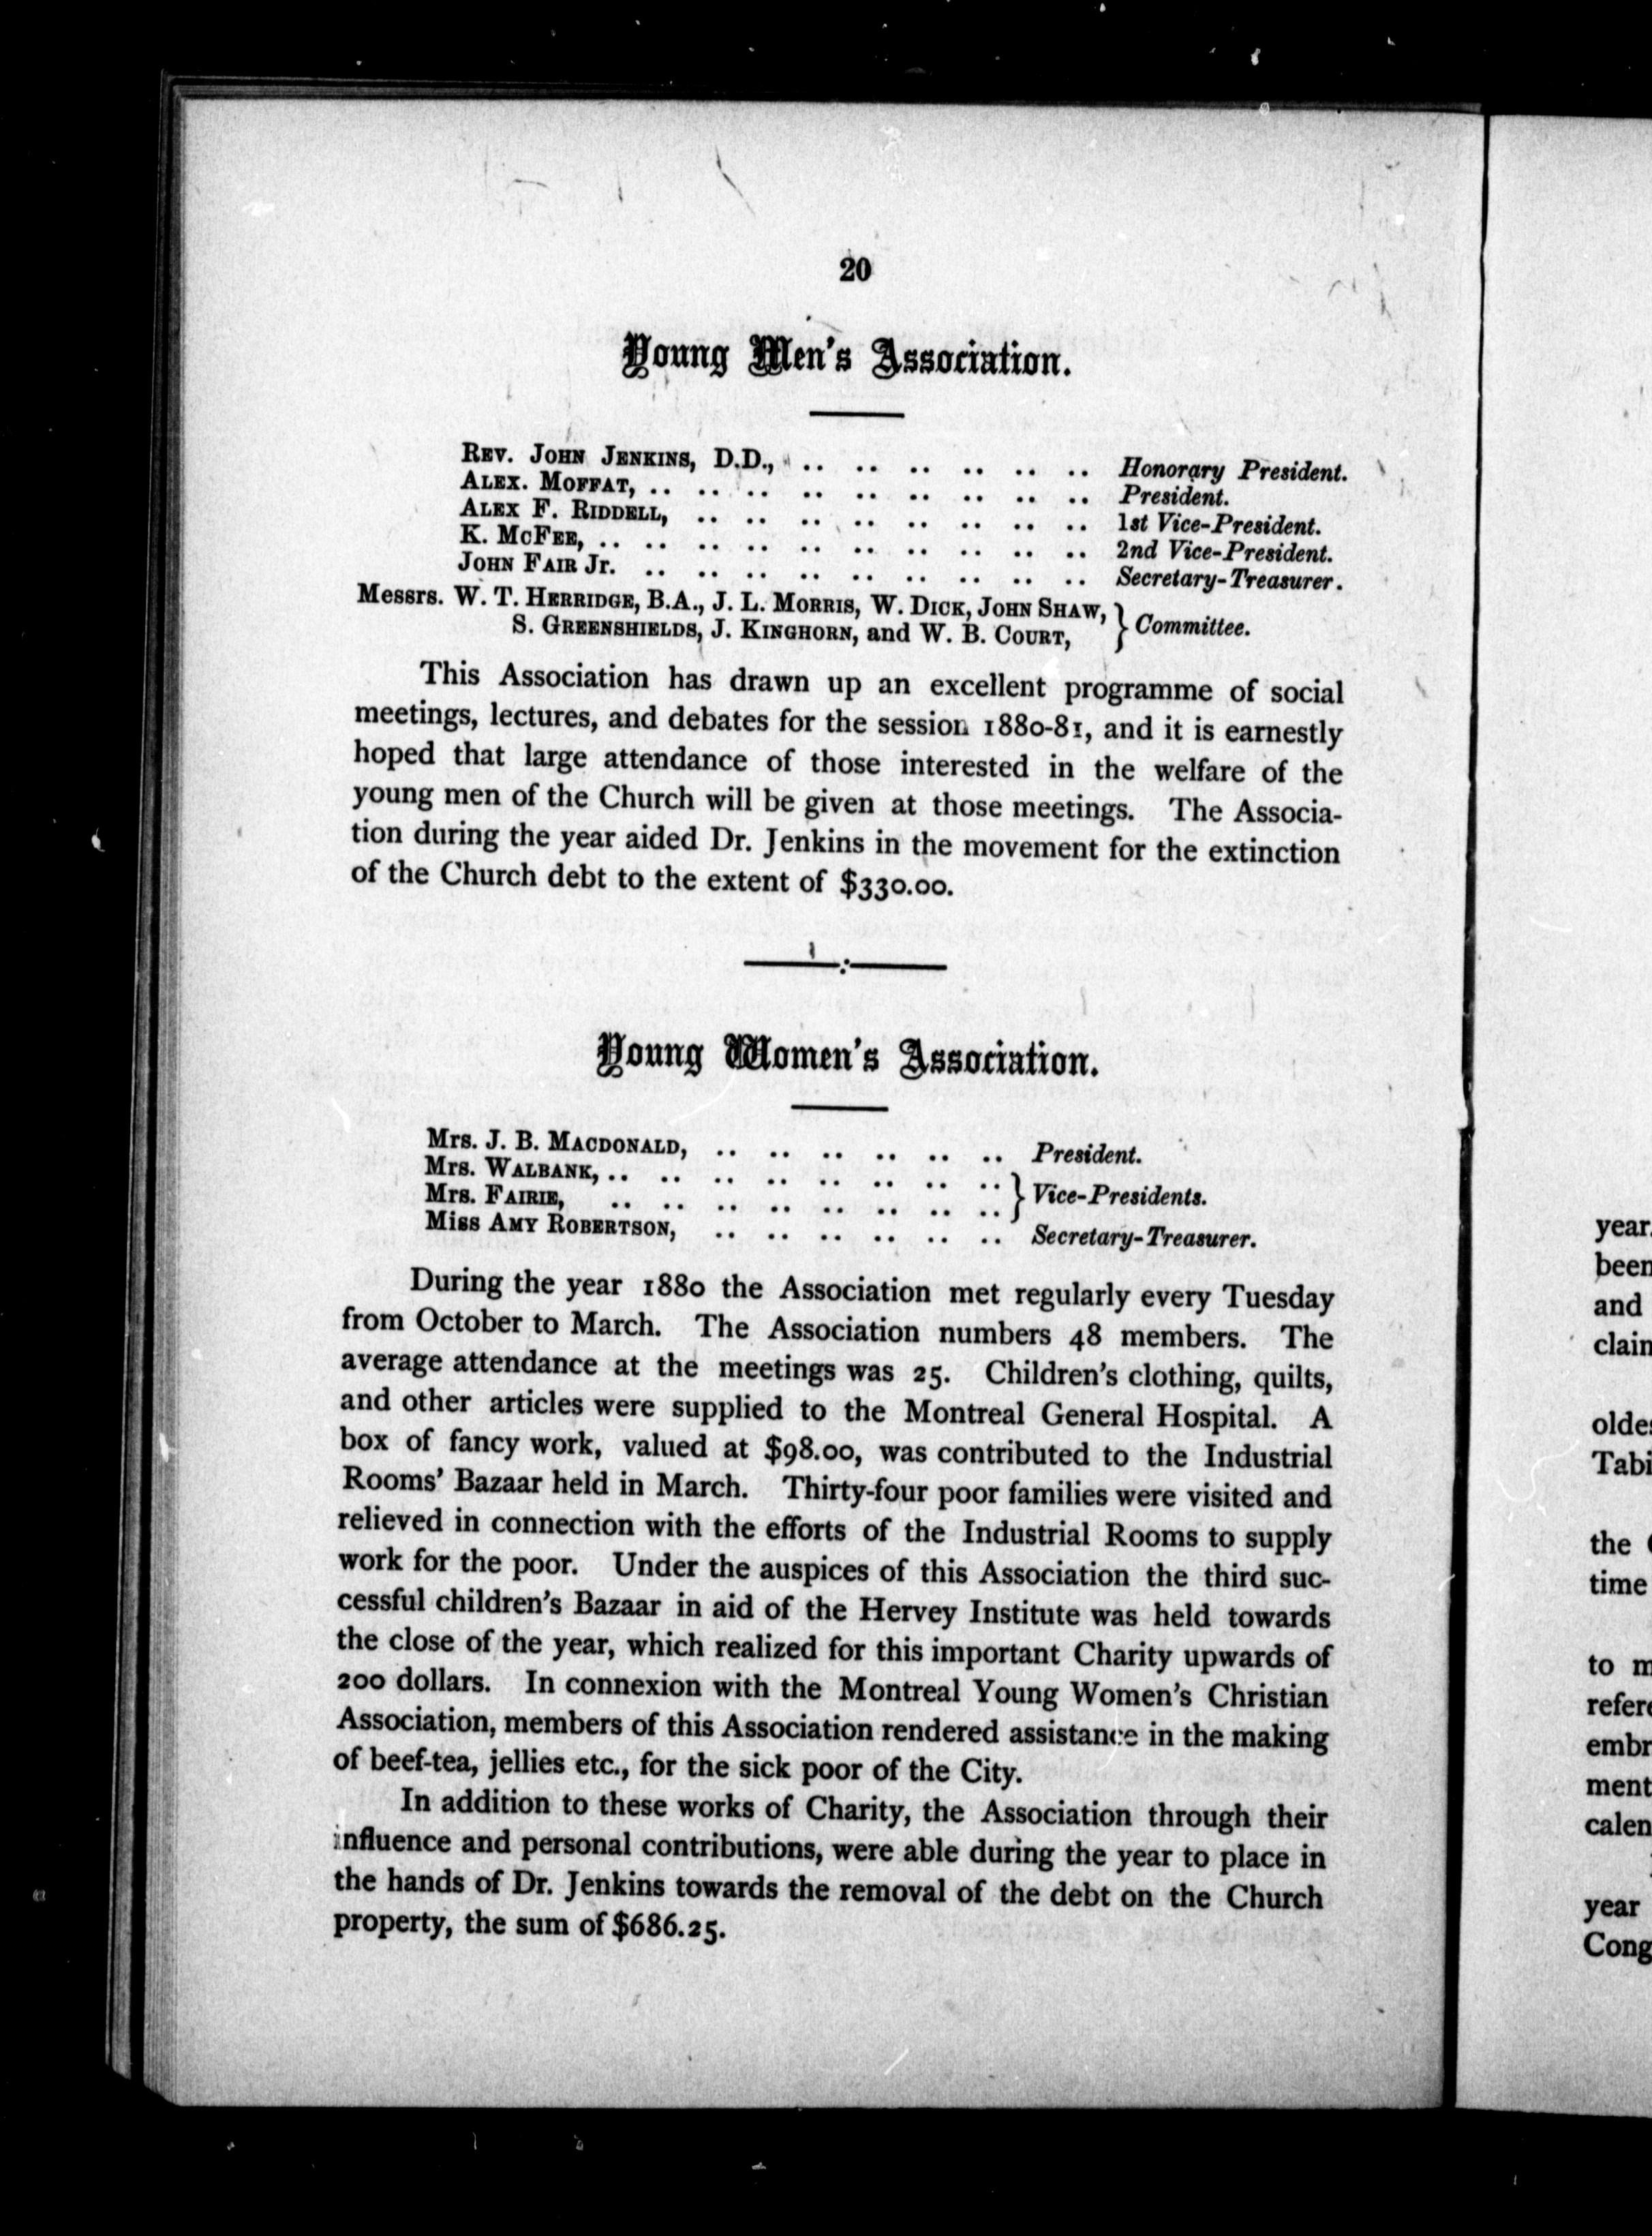 20
Young Men's Association.
REV. JOHN JENKINS, D.D., .. .. .. .. .. .. Honorary President.
ALEX. MOFFAT, .. .. .. .. .. .. .. .. .. President.
ALEX F. RIDDELL, .. .. .. .. .. .. .. .. 1st Vice-President.
K. MCFEE, .. .. .. .. .. .. .. .. .. .. 2nd Vice-President.
JOHN FAIR Jr. .. .. .. .. .. .. .. .. .. Secretary-Treasurer.
Messrs. W. T. HERRIDGE, B.A., J. L. MORRIS, W. DICK, JOHN SHAW,
S. GREENSHIELDS, J. KINGHORN, and W. B. COURT, } Committee.
This Association has drawn up an excellent programme of social
meetings, lectures, and debates for the session 1880-81, and it is earnestly
hoped that large attendance of those interested in the welfare of the
young men of the Church will be given at those meetings. The Associa-
tion during the year aided Dr. Jenkins in the movement for the extinction
of the Church debt to the extent of $330.00.
Young Women's Association.
Mrs. J. B. MACDONALD, .. .. .. .. .. .. President.
Mrs. WALBANK, .. .. .. .. .. .. .. ..
Mrs. FAIRIE, .. .. .. .. .. .. .. .. } Vice-Presidents.
Miss AMY ROBERTSON, .. .. .. .. .. .. Secretary-Treasurer.
During the year 1880 the Association met regularly every Tuesday
from October to March. The Association numbers 48 members. The
average attendance at the meetings was 25. Children's clothing, quilts,
and other articles were supplied to the Montreal General Hospital. A
box of fancy work, valued at $98.00, was contributed to the Industrial
Rooms' Bazaar held in March. Thirty-four poor families were visited and
relieved in connection with the efforts of the Industrial Rooms to supply
work for the poor. Under the auspices of this Association the third suc-
cessful children's Bazaar in aid of the Hervey Institute was held towards
the close of the year, which realized for this important Charity upwards of
200 dollars. In connexion with the Montreal Young Women's Christian
Association, members of this Association rendered assistance in the making
of beef-tea, jellies etc., for the sick poor of the City.
In addition to these works of Charity, the Association through their
influence and personal contributions, were able during the year to place in
the hands of Dr. Jenkins towards the removal of the debt on the Church
property, the sum of $686.25.
year.
been
and
the
time
to
year